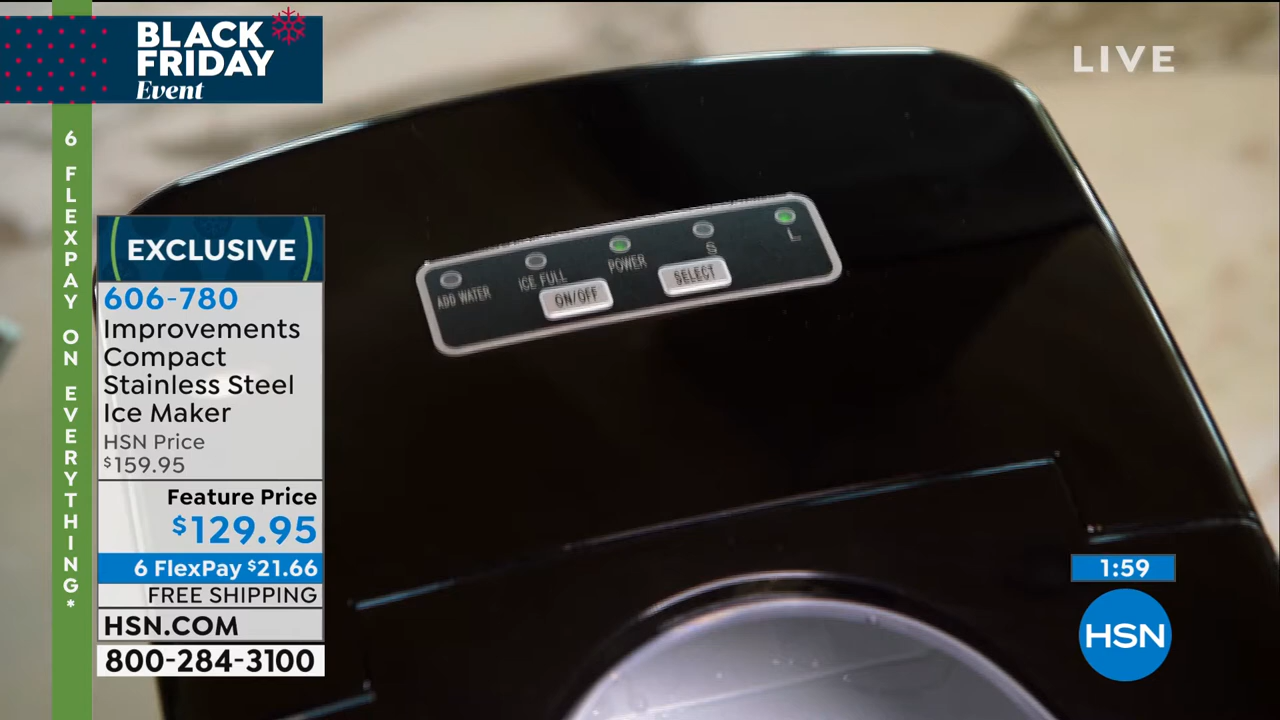 BLACK
FRIDAY
Event
LIVE
6 FLEXPAY ON EVERYTHING*
EXCLUSIVE
606-780
Improvements
Compact
Stainless Steel
Ice Maker
HSN Price
$159.95
Feature Price
$129.95
6 FlexPay $21.66
FREE SHIPPING
HSN.COM
800-284-3100
ADD WATER
ICE FULL
POWER
S
L
ON/OFF
SELECT
1:59
HSN